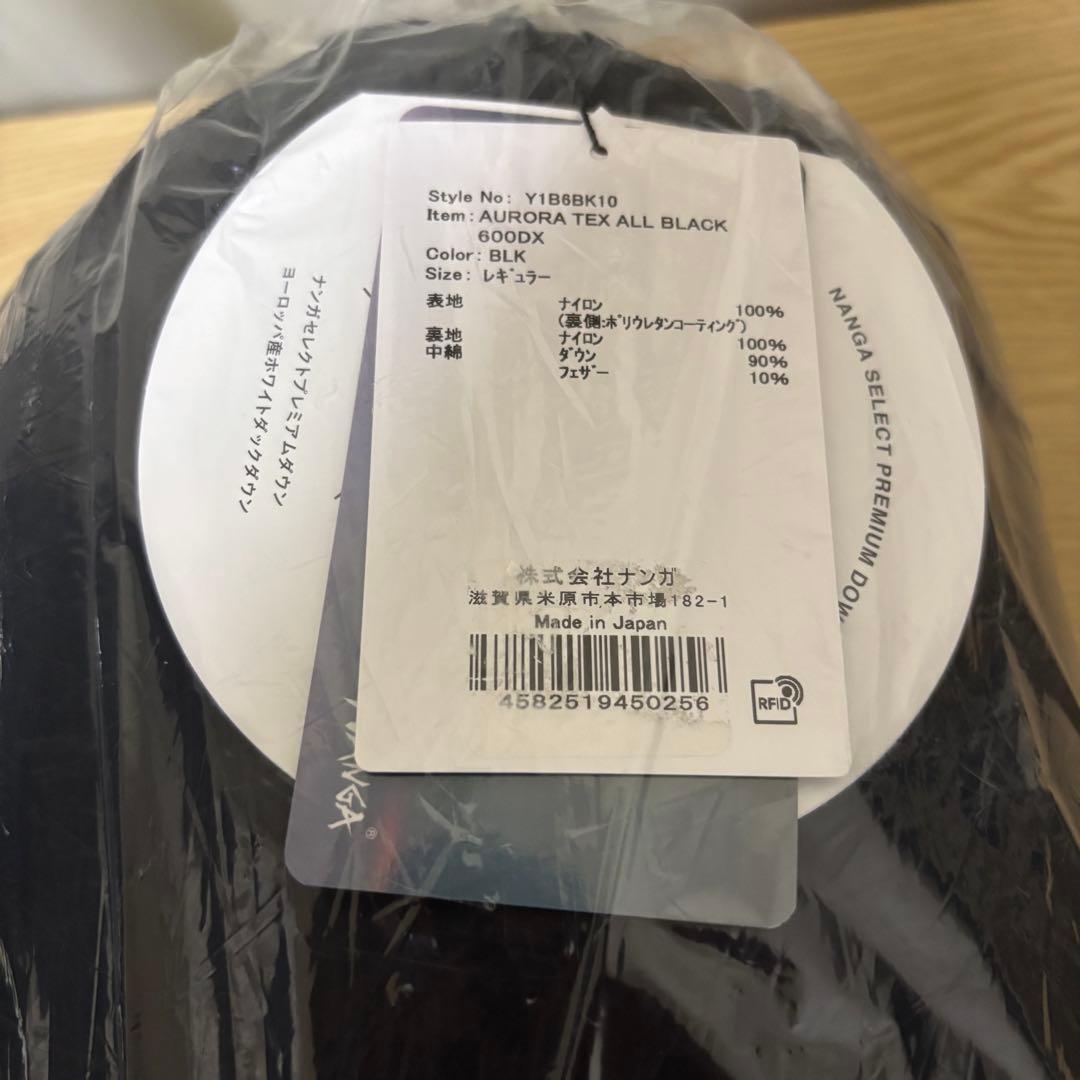 Style No: Y1B6BK10
Item: AURORA TEX ALL BLACK
600DX
Color: BLK
Size: レギュラー
表地 ナイロン 100%
(裏側:ポリウレタンコーティング)
裏地 ナイロン 100%
中綿 ダウン 90%
フェザー 10%
株式会社ナンガ
滋賀県米原市本市場182-1
Made in Japan
4582519450256
RFID
ナンガセレクトプレミアムダウン
ヨーロッパ産ホワイトダックダウン
NANGA SELECT PREMIUM DOW
NANGA®